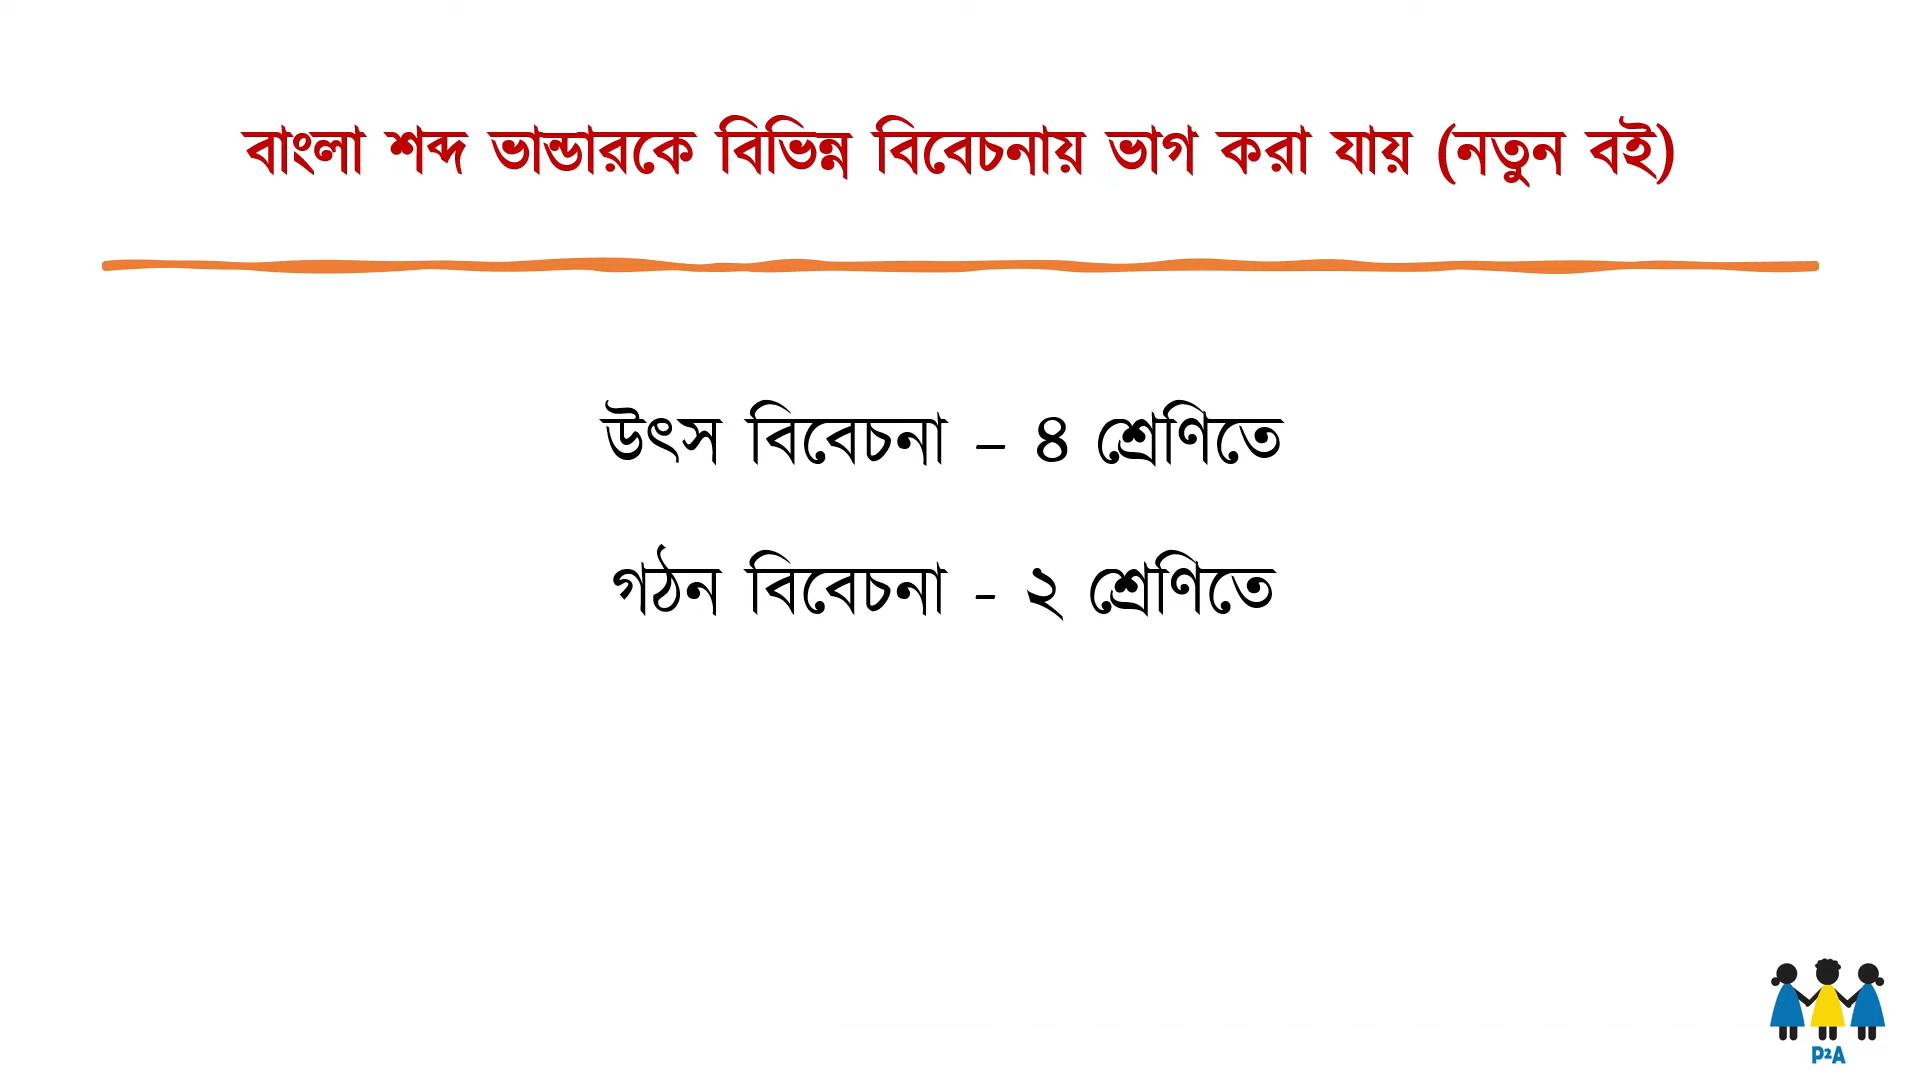 বাংলা শব্দ ভান্ডারকে বিভিন্ন বিবেচনায় ভাগ করা যায় (নতুন বই)
উৎস বিবেচনা – ৪ শ্রেণিতে
গঠন বিবেচনা - ২ শ্রেণিতে
P²A